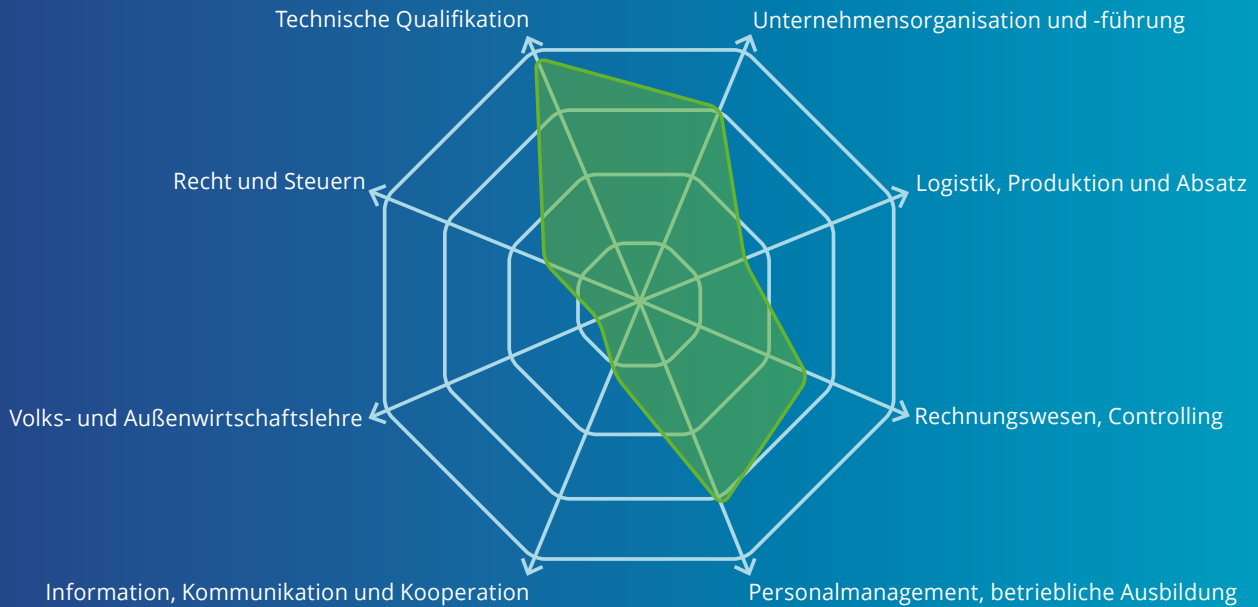 Technische Qualifikation
Unternehmensorganisation und -führung
Recht und Steuern
Logistik, Produktion und Absatz
Volks- und Außenwirtschaftslehre
Rechnungswesen, Controlling
Information, Kommunikation und Kooperation
Personalmanagement, betriebliche Ausbildung